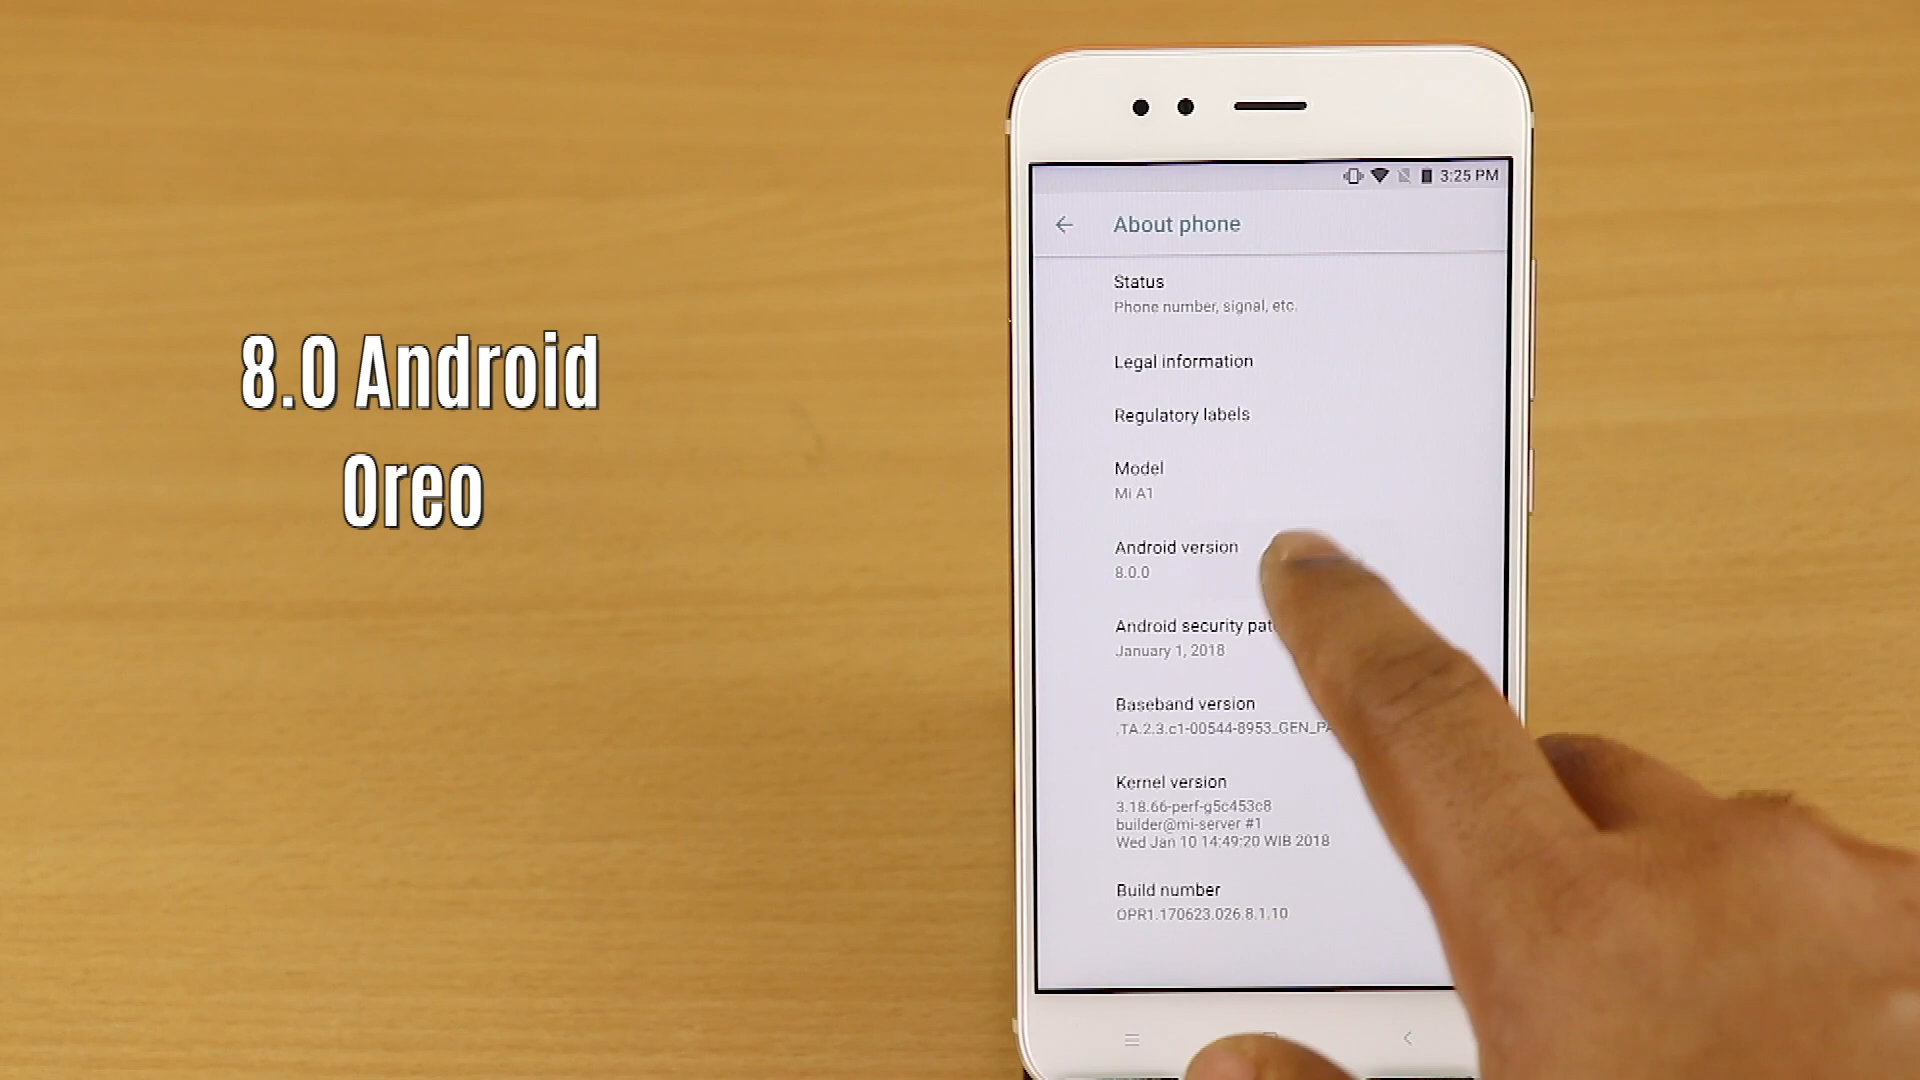 8.0 Android
Oreo
3:25 PM
About phone
Status
Phone number, signal, etc.
Legal information
Regulatory labels
Model
Mi A1
Android version
8.0.0
Android security
January 1, 2018
Baseband version
.TA.2.3.c1-00544-8953_GEN_PA
Kernel version
3.18.66-perf-g5c453c8
builder@mi-server #1
Wed Jan 10 14:49:20 WIB 2018
Build number
OPR1.170623.026.8.1.10